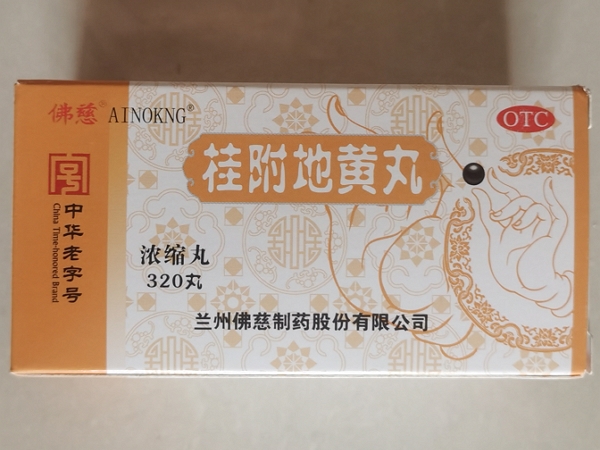 佛慈® AINOKNG®
OTC
桂附地黄丸
中华老字号
China Time-honored Brand
浓缩丸
320丸
兰州佛慈制药股份有限公司